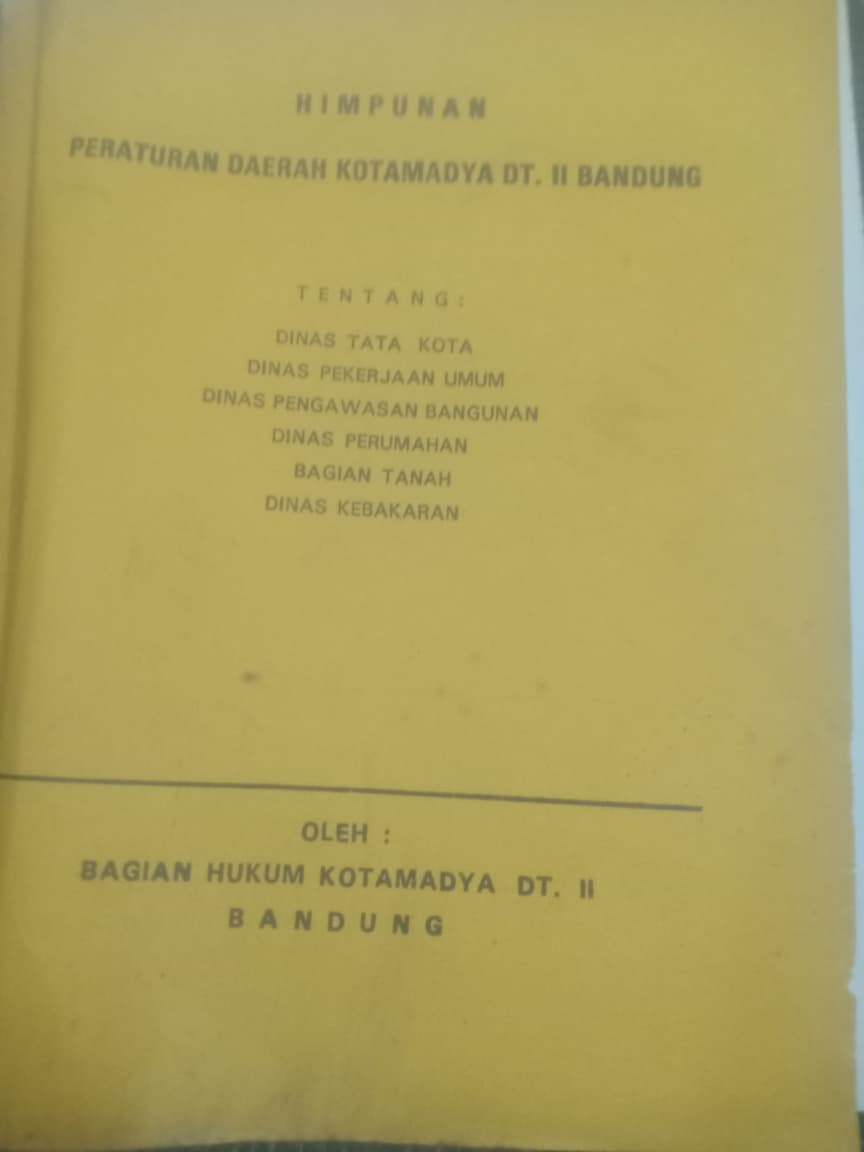 HIMPUNAN
PERATURAN DAERAH KOTAMADYA DT. II BANDUNG
TENTANG:
DINAS TATA KOTA
DINAS PEKERJAAN UMUM
DINAS PENGAWASAN BANGUNAN
DINAS PERUMAHAN
BAGIAN TANAH
DINAS KEBAKARAN
OLEH :
BAGIAN HUKUM KOTAMADYA DT. II
BANDUNG